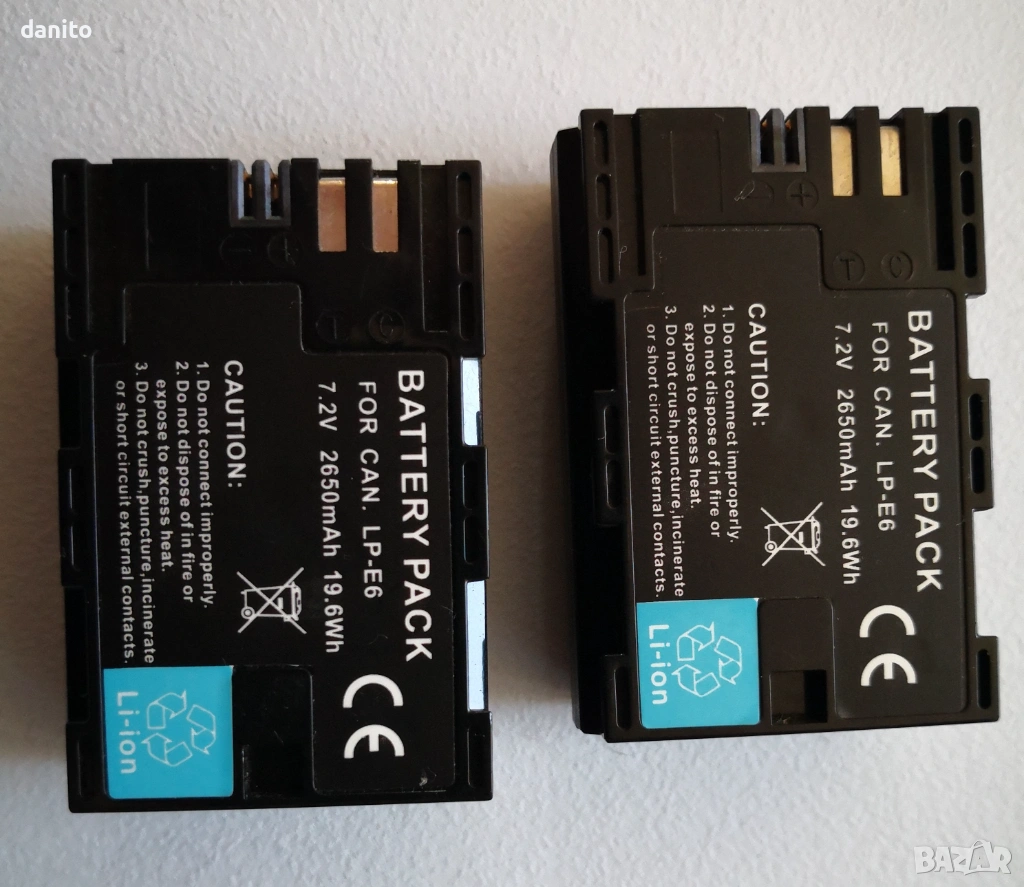 danito
BATTERY PACK
FOR CAN. LP-E6
7.2V 2650mAh 19.6Wh
CAUTION:
1. Do not connect improperly.
2. Do not dispose of in fire or
expose to excess heat.
3. Do not crush,puncture,incinerate
or short circuit external contacts.
CE
Li-ion
- +
T C
BATTERY PACK
FOR CAN. LP-E6
7.2V 2650mAh 19.6Wh
CAUTION:
1. Do not connect improperly.
2. Do not dispose of in fire or
expose to excess heat.
3. Do not crush,puncture,incinerate
or short circuit external contacts.
CE
Li-ion
- +
T C
BAZAR